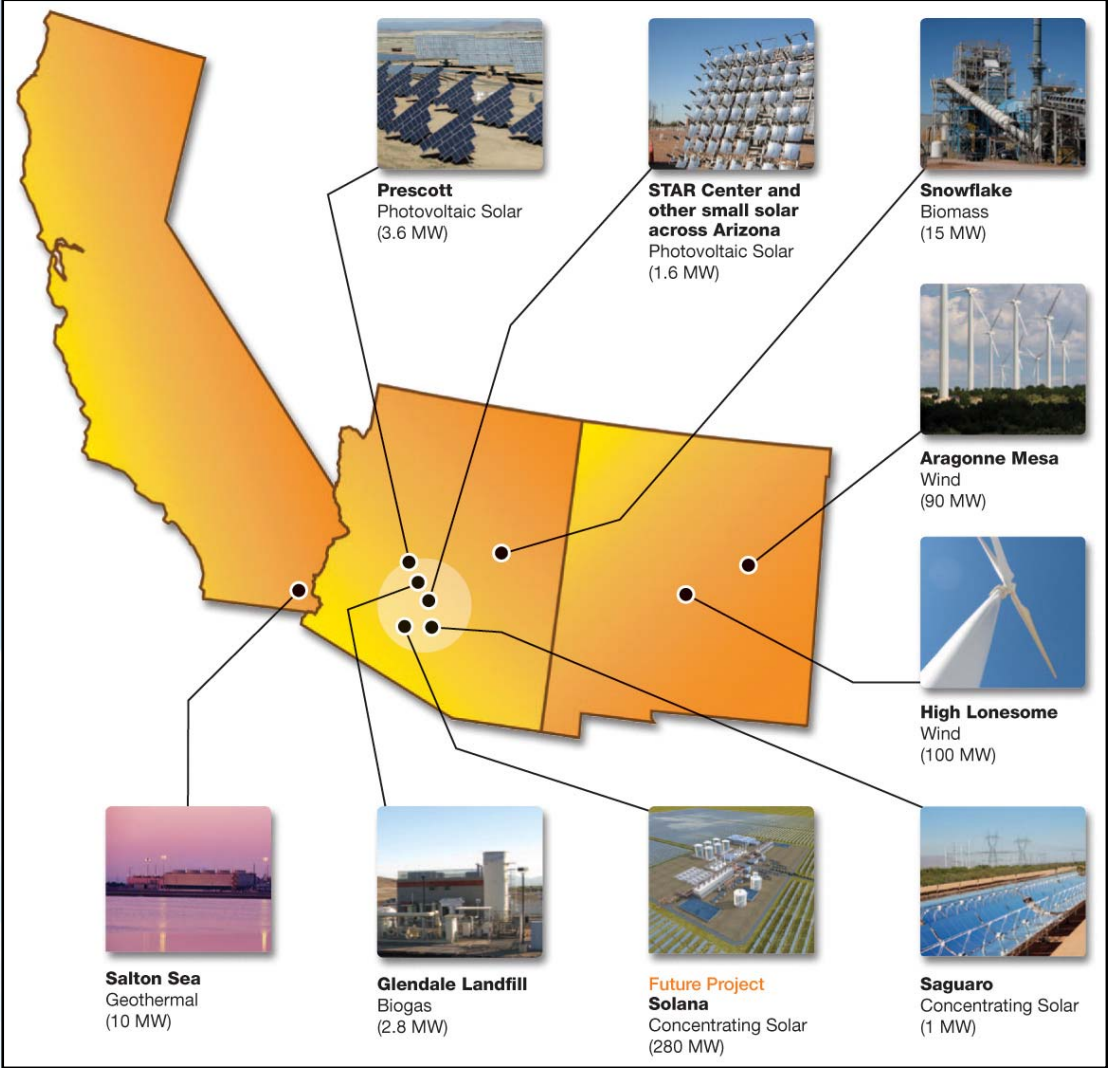 Prescott
Photovoltaic Solar
(3.6 MW)
STAR Center and
other small solar
across Arizona
Photovoltaic Solar
(1.6 MW)
Snowflake
Biomass
(15 MW)
Aragonne Mesa
Wind
(90 MW)
High Lonesome
Wind
(100 MW)
Salton Sea
Geothermal
(10 MW)
Glendale Landfill
Biogas
(2.8 MW)
Future Project
Solana
Concentrating Solar
(280 MW)
Saguaro
Concentrating Solar
(1 MW)